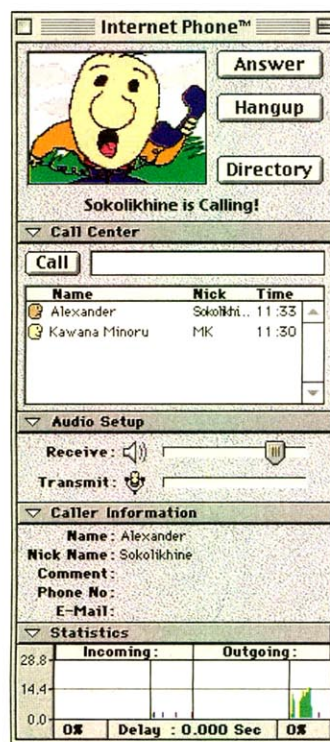 Internet Phone™
Answer
Hangup
Directory
Sokolikhine is Calling!
Call Center
Call
Name Nick Time
Alexander Sokolikhi.. 11:33
Kawana Minoru MK 11:30
Audio Setup
Receive:
Transmit:
Caller Information
Name: Alexander
Nick Name: Sokolikhine
Comment:
Phone No:
E-Mail:
Statistics
Incoming: Outgoing:
28.8
14.4
0.0
0% Delay : 0.000 Sec 0%